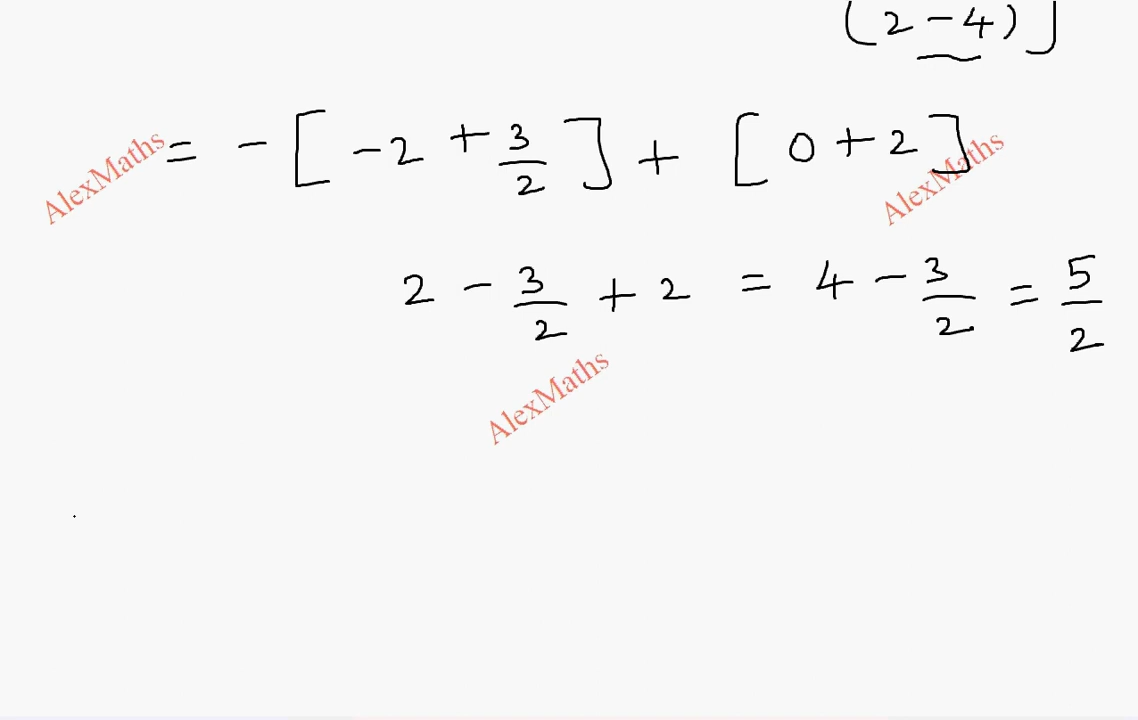 (2-4)]
= - [ -2 + 3/2 ] + [ 0 + 2 ]
2 - 3/2 + 2 = 4 - 3/2 = 5/2
AlexMaths
AlexMaths
AlexMaths